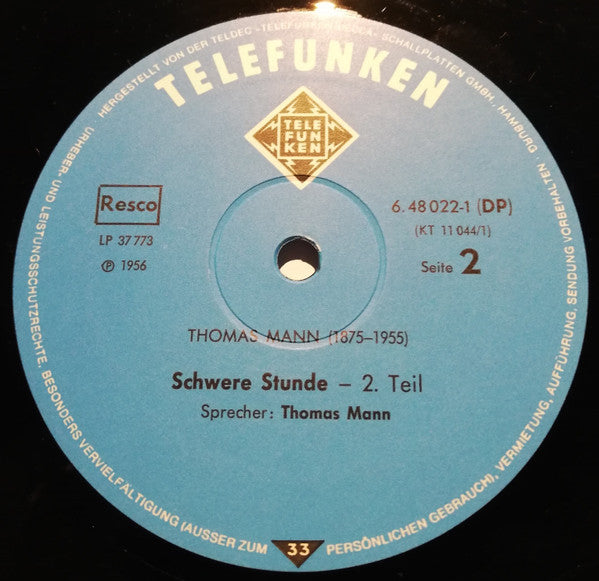 HERGESTELLT VON DER TELDEC »TELEFUNKEN-DECCA« SCHALLPLATTEN GMBH., HAMBURG
TELEFUNKEN
TELE
FUN
KEN
Resco
LP 37 773
℗ 1956
6.48022-1 (DP)
(KT 11 044/1)
Seite 2
THOMAS MANN (1875–1955)
Schwere Stunde – 2. Teil
Sprecher: Thomas Mann
URHEBER- UND LEISTUNGSSCHUTZRECHTE, BESONDERS VERVIELFÄLTIGUNG (AUSSER ZUM PERSÖNLICHEN GEBRAUCH), VERMIETUNG, AUFFÜHRUNG, SENDUNG VORBEHALTEN
33